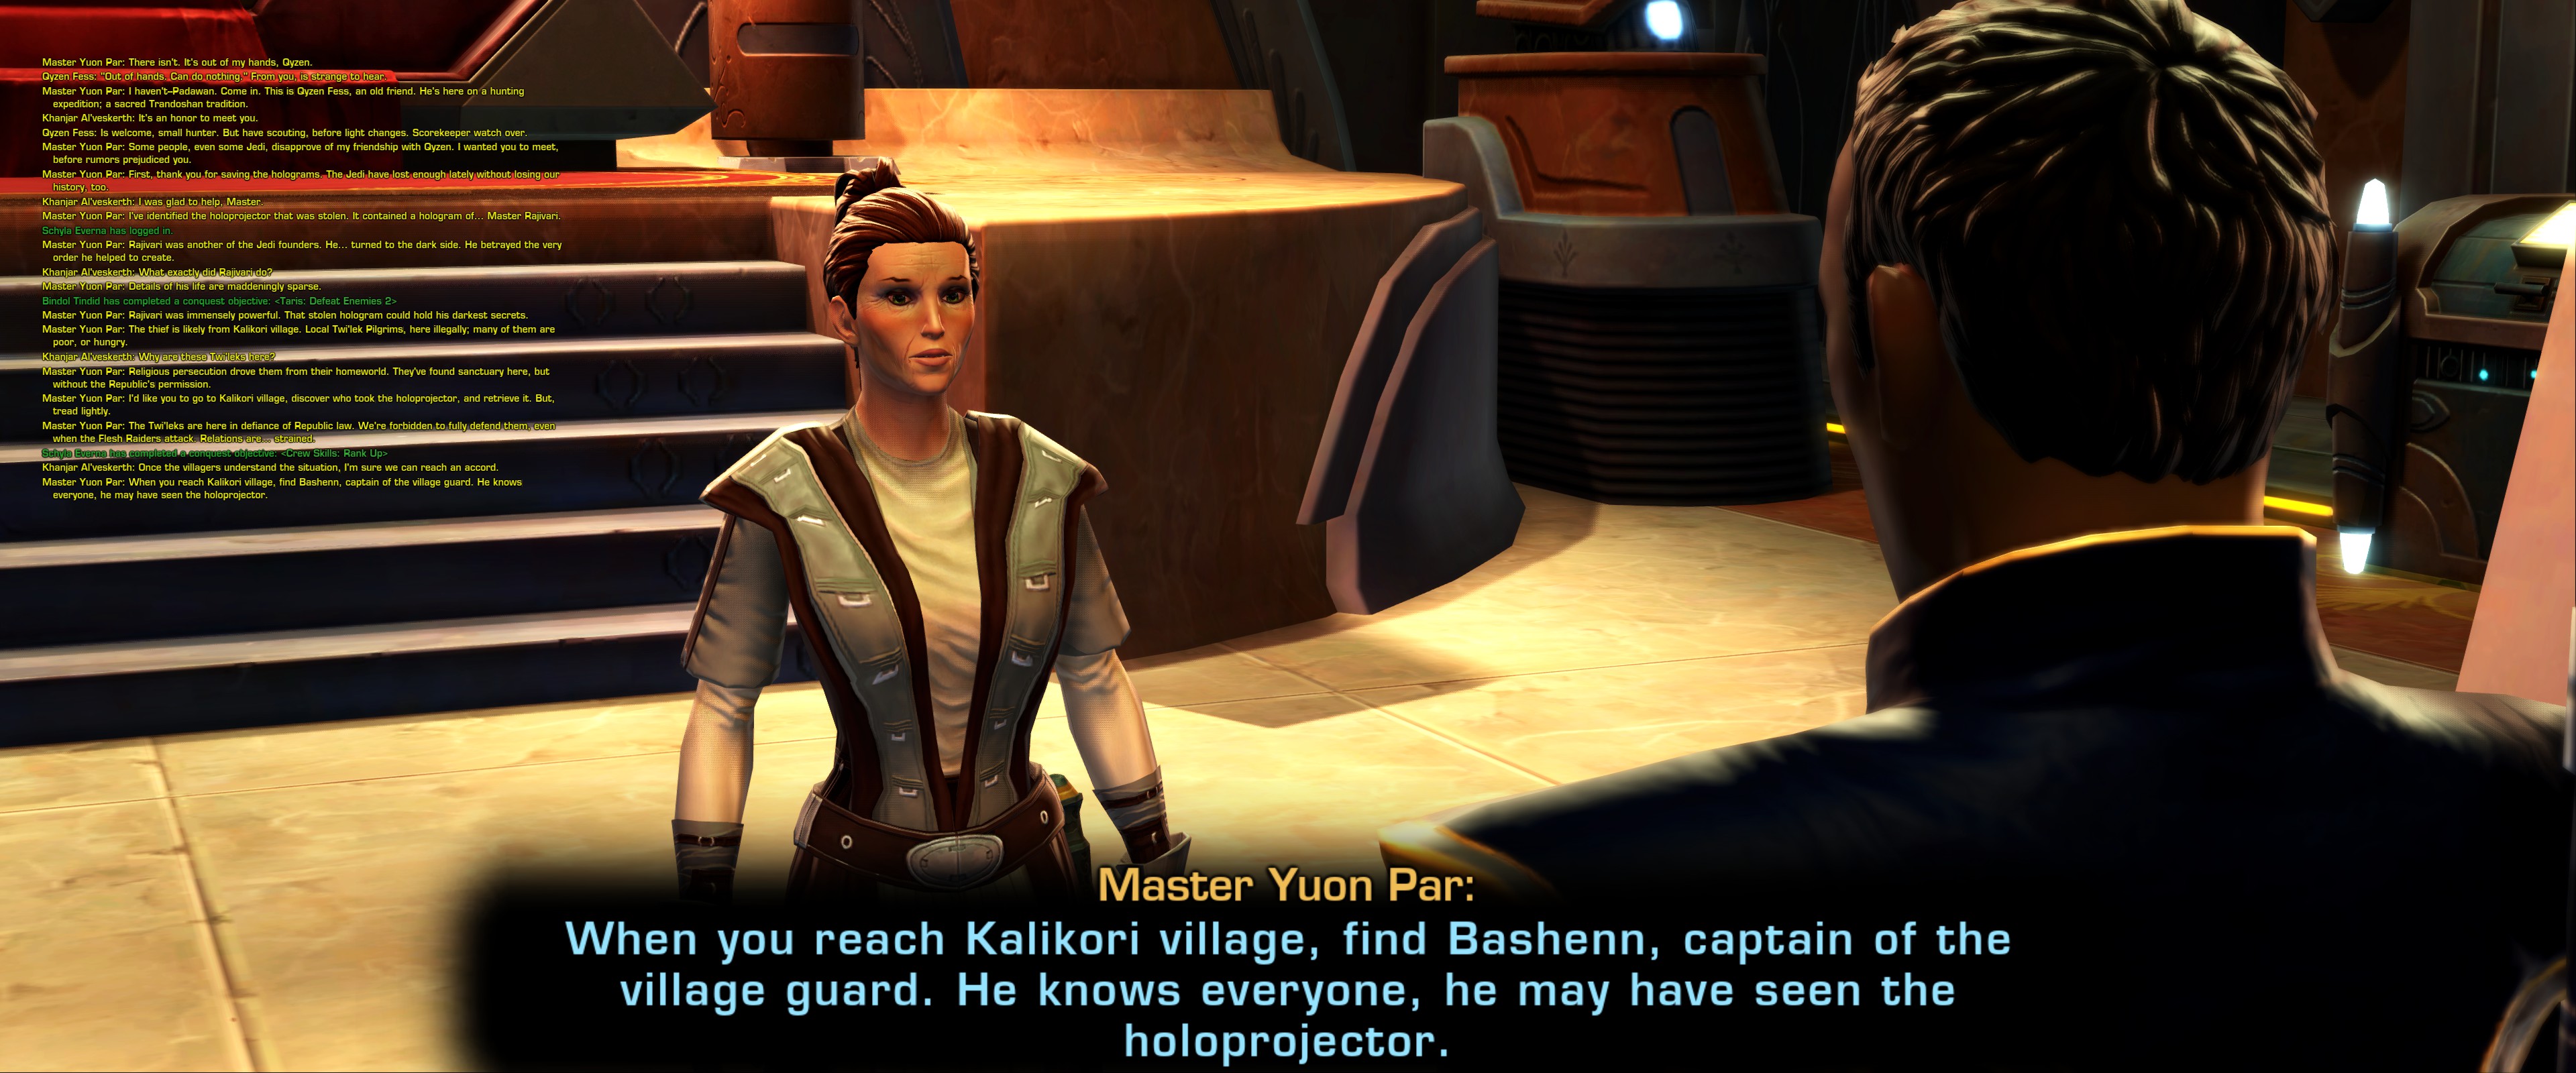 Master Yuon Par: There isn't. It's out of my hands, Qyzen.
Qyzen Fess: "Out of hands. Can do nothing." From you, is strange to hear.
Master Yuon Par: I haven't–Padawan. Come in. This is Qyzen Fess, an old friend. He's here on a hunting
expedition; a sacred Trandoshan tradition.
Khanjar Al'veskerth: It's an honor to meet you.
Qyzen Fess: Is welcome, small hunter. But have scouting, before light changes. Scorekeeper watch over.
Master Yuon Par: Some people, even some Jedi, disapprove of my friendship with Qyzen. I wanted you to meet,
before rumors prejudiced you.
Master Yuon Par: First, thank you for saving the holograms. The Jedi have lost enough lately without losing our
history, too.
Khanjar Al'veskerth: I was glad to help, Master.
Master Yuon Par: I've identified the holoprojector that was stolen. It contained a hologram of... Master Rajivari.
Schyla Everna has logged in.
Master Yuon Par: Rajivari was another of the Jedi founders. He... turned to the dark side. He betrayed the very
order he helped to create.
Khanjar Al'veskerth: What exactly did Rajivari do?
Master Yuon Par: Details of his life are maddeningly sparse.
Bindol Tindid has completed a conquest objective: <Taris: Defeat Enemies 2>
Master Yuon Par: Rajivari was immensely powerful. That stolen hologram could hold his darkest secrets.
Master Yuon Par: The thief is likely from Kalikori village. Local Twi'lek Pilgrims, here illegally; many of them are
poor, or hungry.
Khanjar Al'veskerth: Why are these Twi'leks here?
Master Yuon Par: Religious persecution drove them from their homeworld. They've found sanctuary here, but
without the Republic's permission.
Master Yuon Par: I'd like you to go to Kalikori village, discover who took the holoprojector, and retrieve it. But,
tread lightly.
Master Yuon Par: The Twi'leks are here in defiance of Republic law. We're forbidden to fully defend them, even
when the Flesh Raiders attack. Relations are... strained.
Schyla Everna has completed a conquest objective: <Crew Skills: Rank Up>
Khanjar Al'veskerth: Once the villagers understand the situation, I'm sure we can reach an accord.
Master Yuon Par: When you reach Kalikori village, find Bashenn, captain of the village guard. He knows
everyone, he may have seen the holoprojector.
Master Yuon Par:
When you reach Kalikori village, find Bashenn, captain of the
village guard. He knows everyone, he may have seen the
holoprojector.